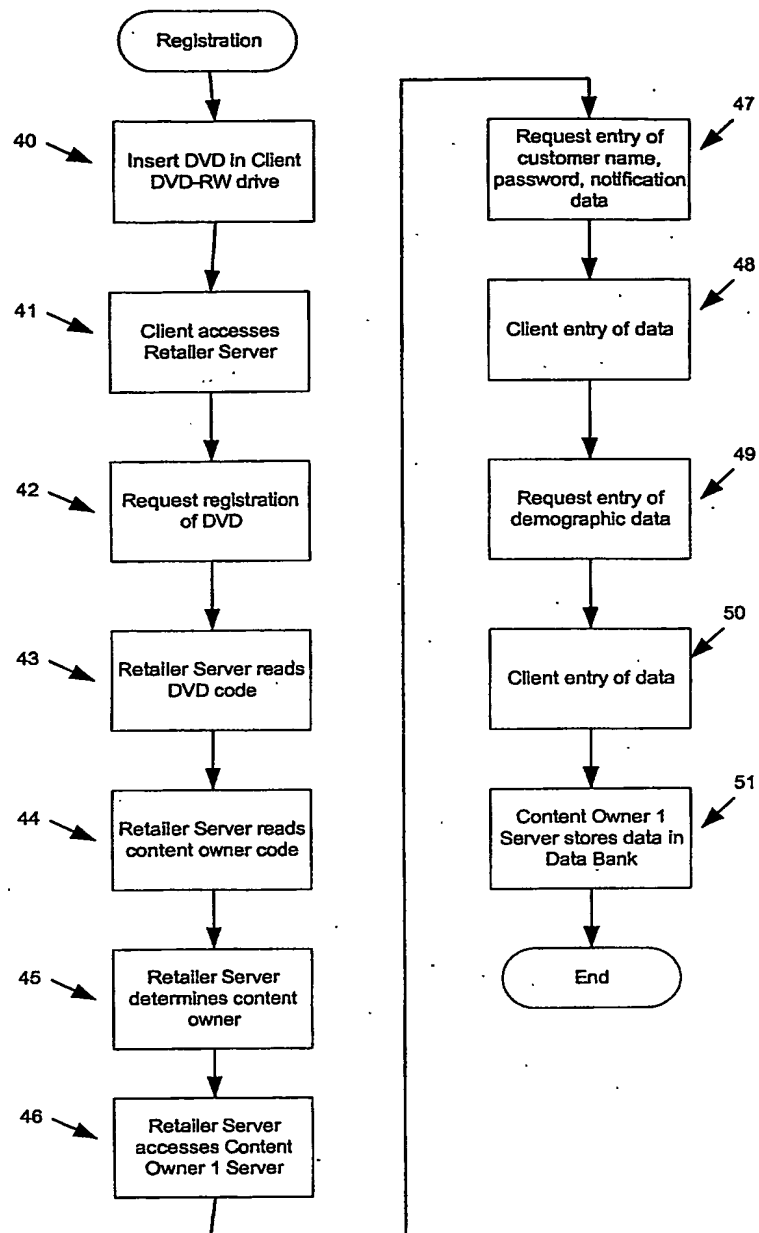 Registration
40
Insert DVD in Client
DVD-RW drive
41
Client accesses
Retailer Server
42
Request registration
of DVD
43
Retailer Server reads
DVD code
44
Retailer Server reads
content owner code
45
Retailer Server
determines content
owner
46
Retailer Server
accesses Content
Owner 1 Server
47
Request entry of
customer name,
password, notification
data
48
Client entry of data
49
Request entry of
demographic data
50
Client entry of data
51
Content Owner 1
Server stores data in
Data Bank
End